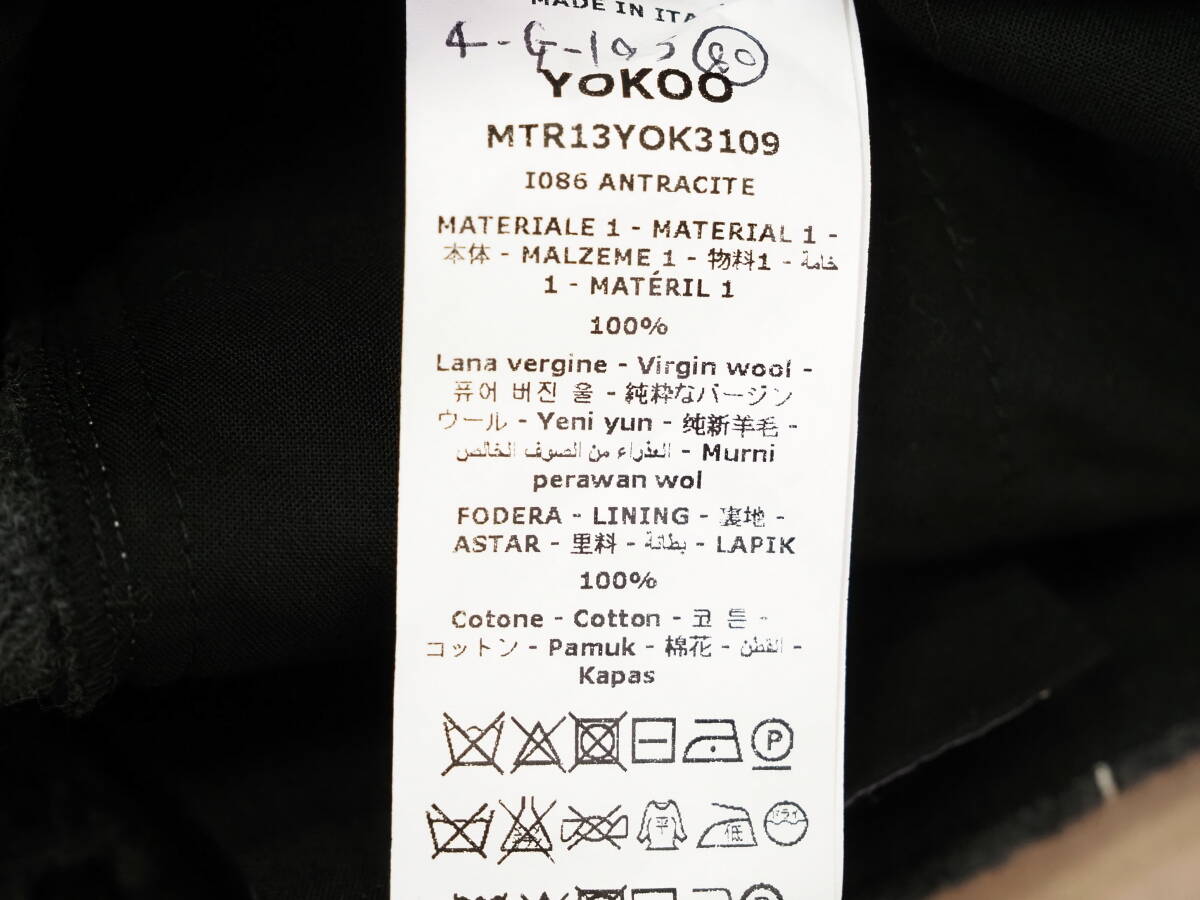 MADE IN ITA
4-G-105 80
YOKOO
MTR13YOK3109
I086 ANTRACITE
MATERIALE 1 - MATERIAL 1 -
本体 - MALZEME 1 - 物料1 - خامة
1 - MATÉRIL 1
100%
Lana vergine - Virgin wool -
퓨어 버진 울 - 純粋なバージン
ウール - Yeni yun - 纯新羊毛 -
العذراء من الصوف الخالص - Murni
perawan wol
FODERA - LINING - 裏地 -
ASTAR - 里料 - بطانة - LAPIK
100%
Cotone - Cotton - 코 튼 -
コットン - Pamuk - 棉花 - القطن -
Kapas
P
平 低 ドライ